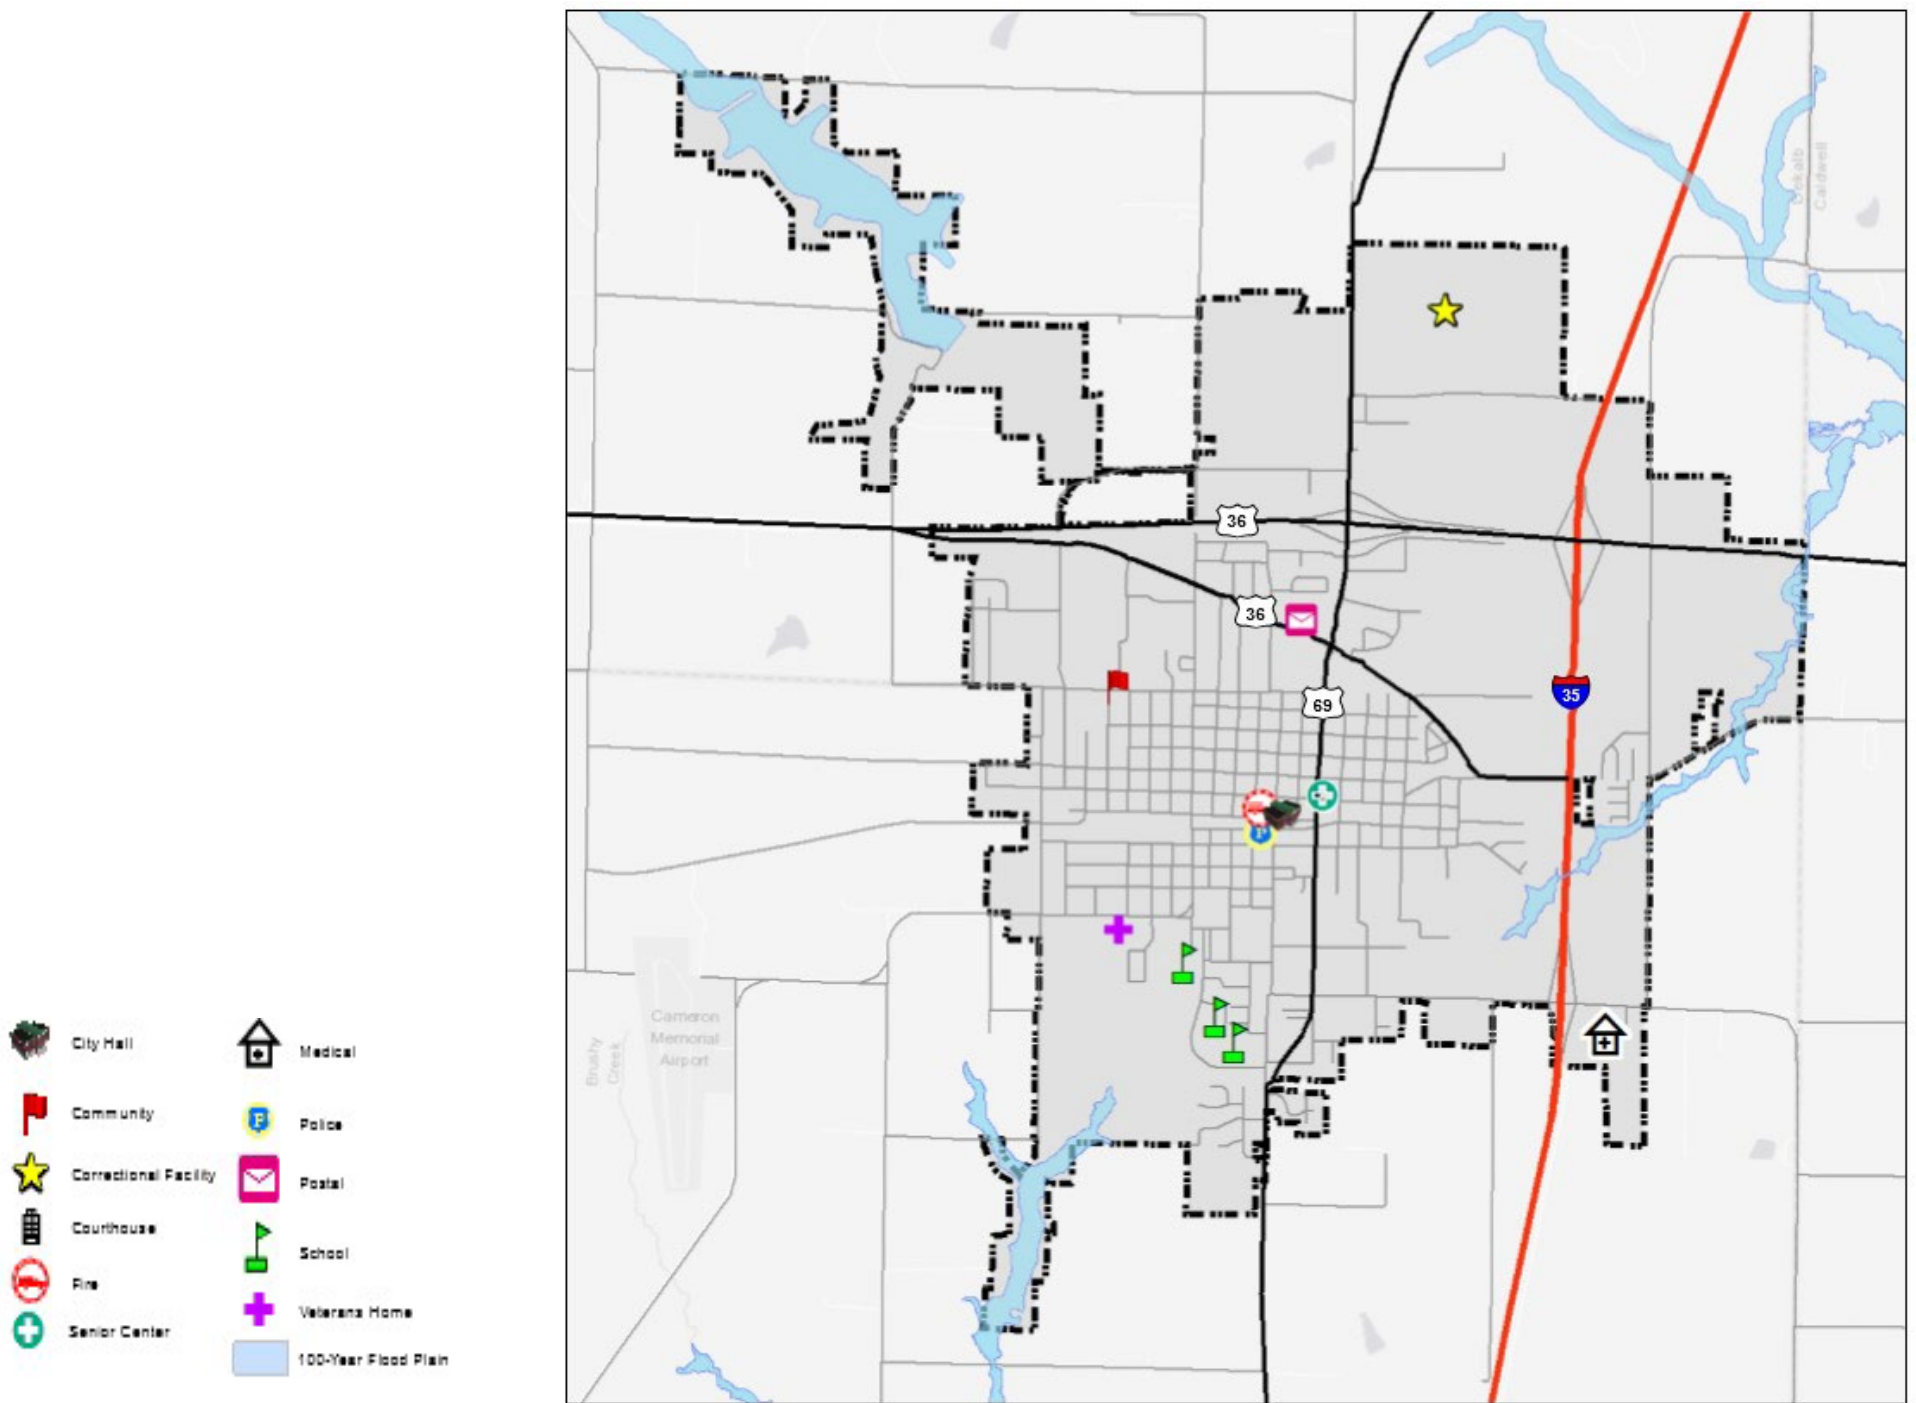 City Hall
Community
Correctional Facility
Courthouse
Fire
Senior Center
Medical
Police
Postal
School
Veterans Home
100-Year Flood Plain
Dekalb
Caldwell
36
36
69
35
P
Cameron
Memorial
Airport
Brushy
Creek